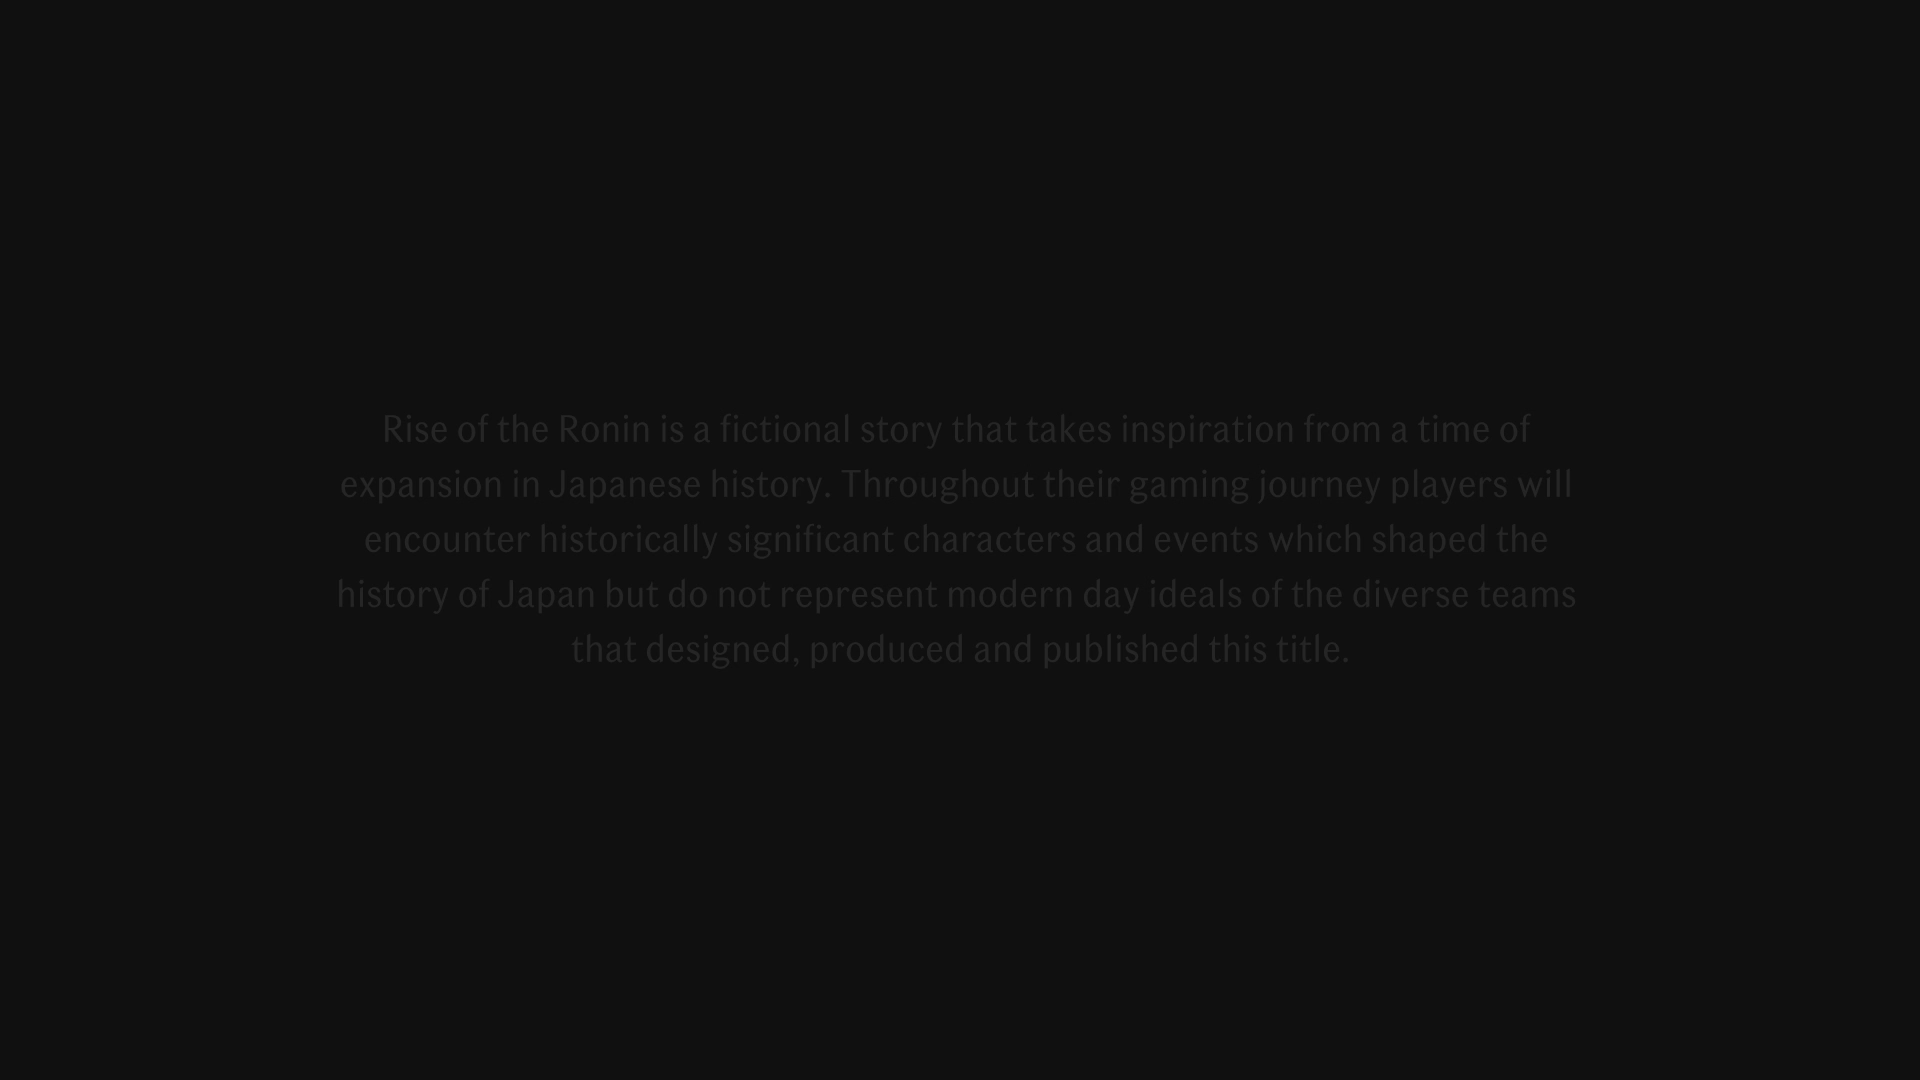 Rise of the Ronin is a fictional story that takes inspiration from a time of
expansion in Japanese history. Throughout their gaming journey players will
encounter historically significant characters and events which shaped the
history of Japan but do not represent modern day ideals of the diverse teams
that designed, produced and published this title.